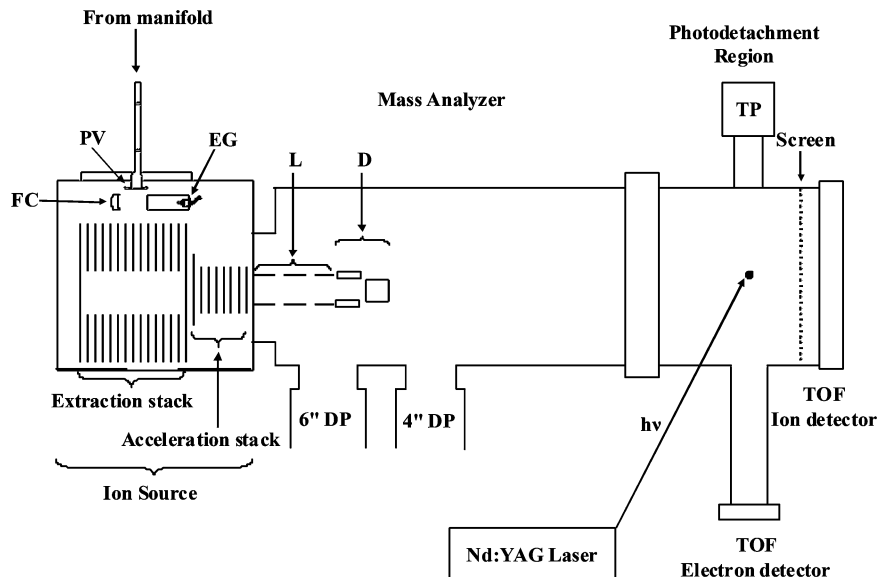 From manifold
Photodetachment
Region
Mass Analyzer
TP
PV
EG
L
D
Screen
FC
Extraction stack
6" DP
4" DP
hν
TOF
Ion detector
Acceleration stack
Ion Source
Nd:YAG Laser
TOF
Electron detector